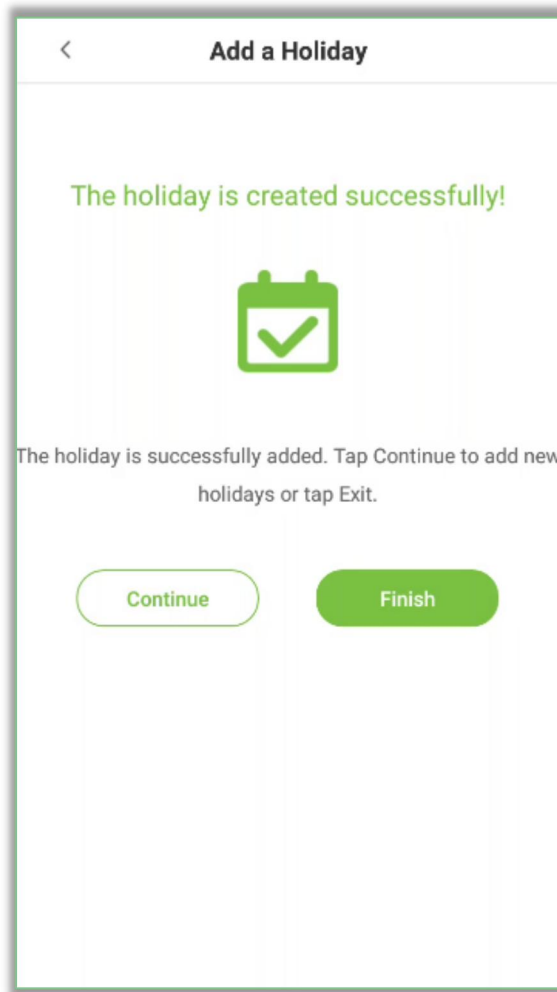 Add a Holiday
The holiday is created successfully!
The holiday is successfully added. Tap Continue to add new
holidays or tap Exit.
Continue
Finish